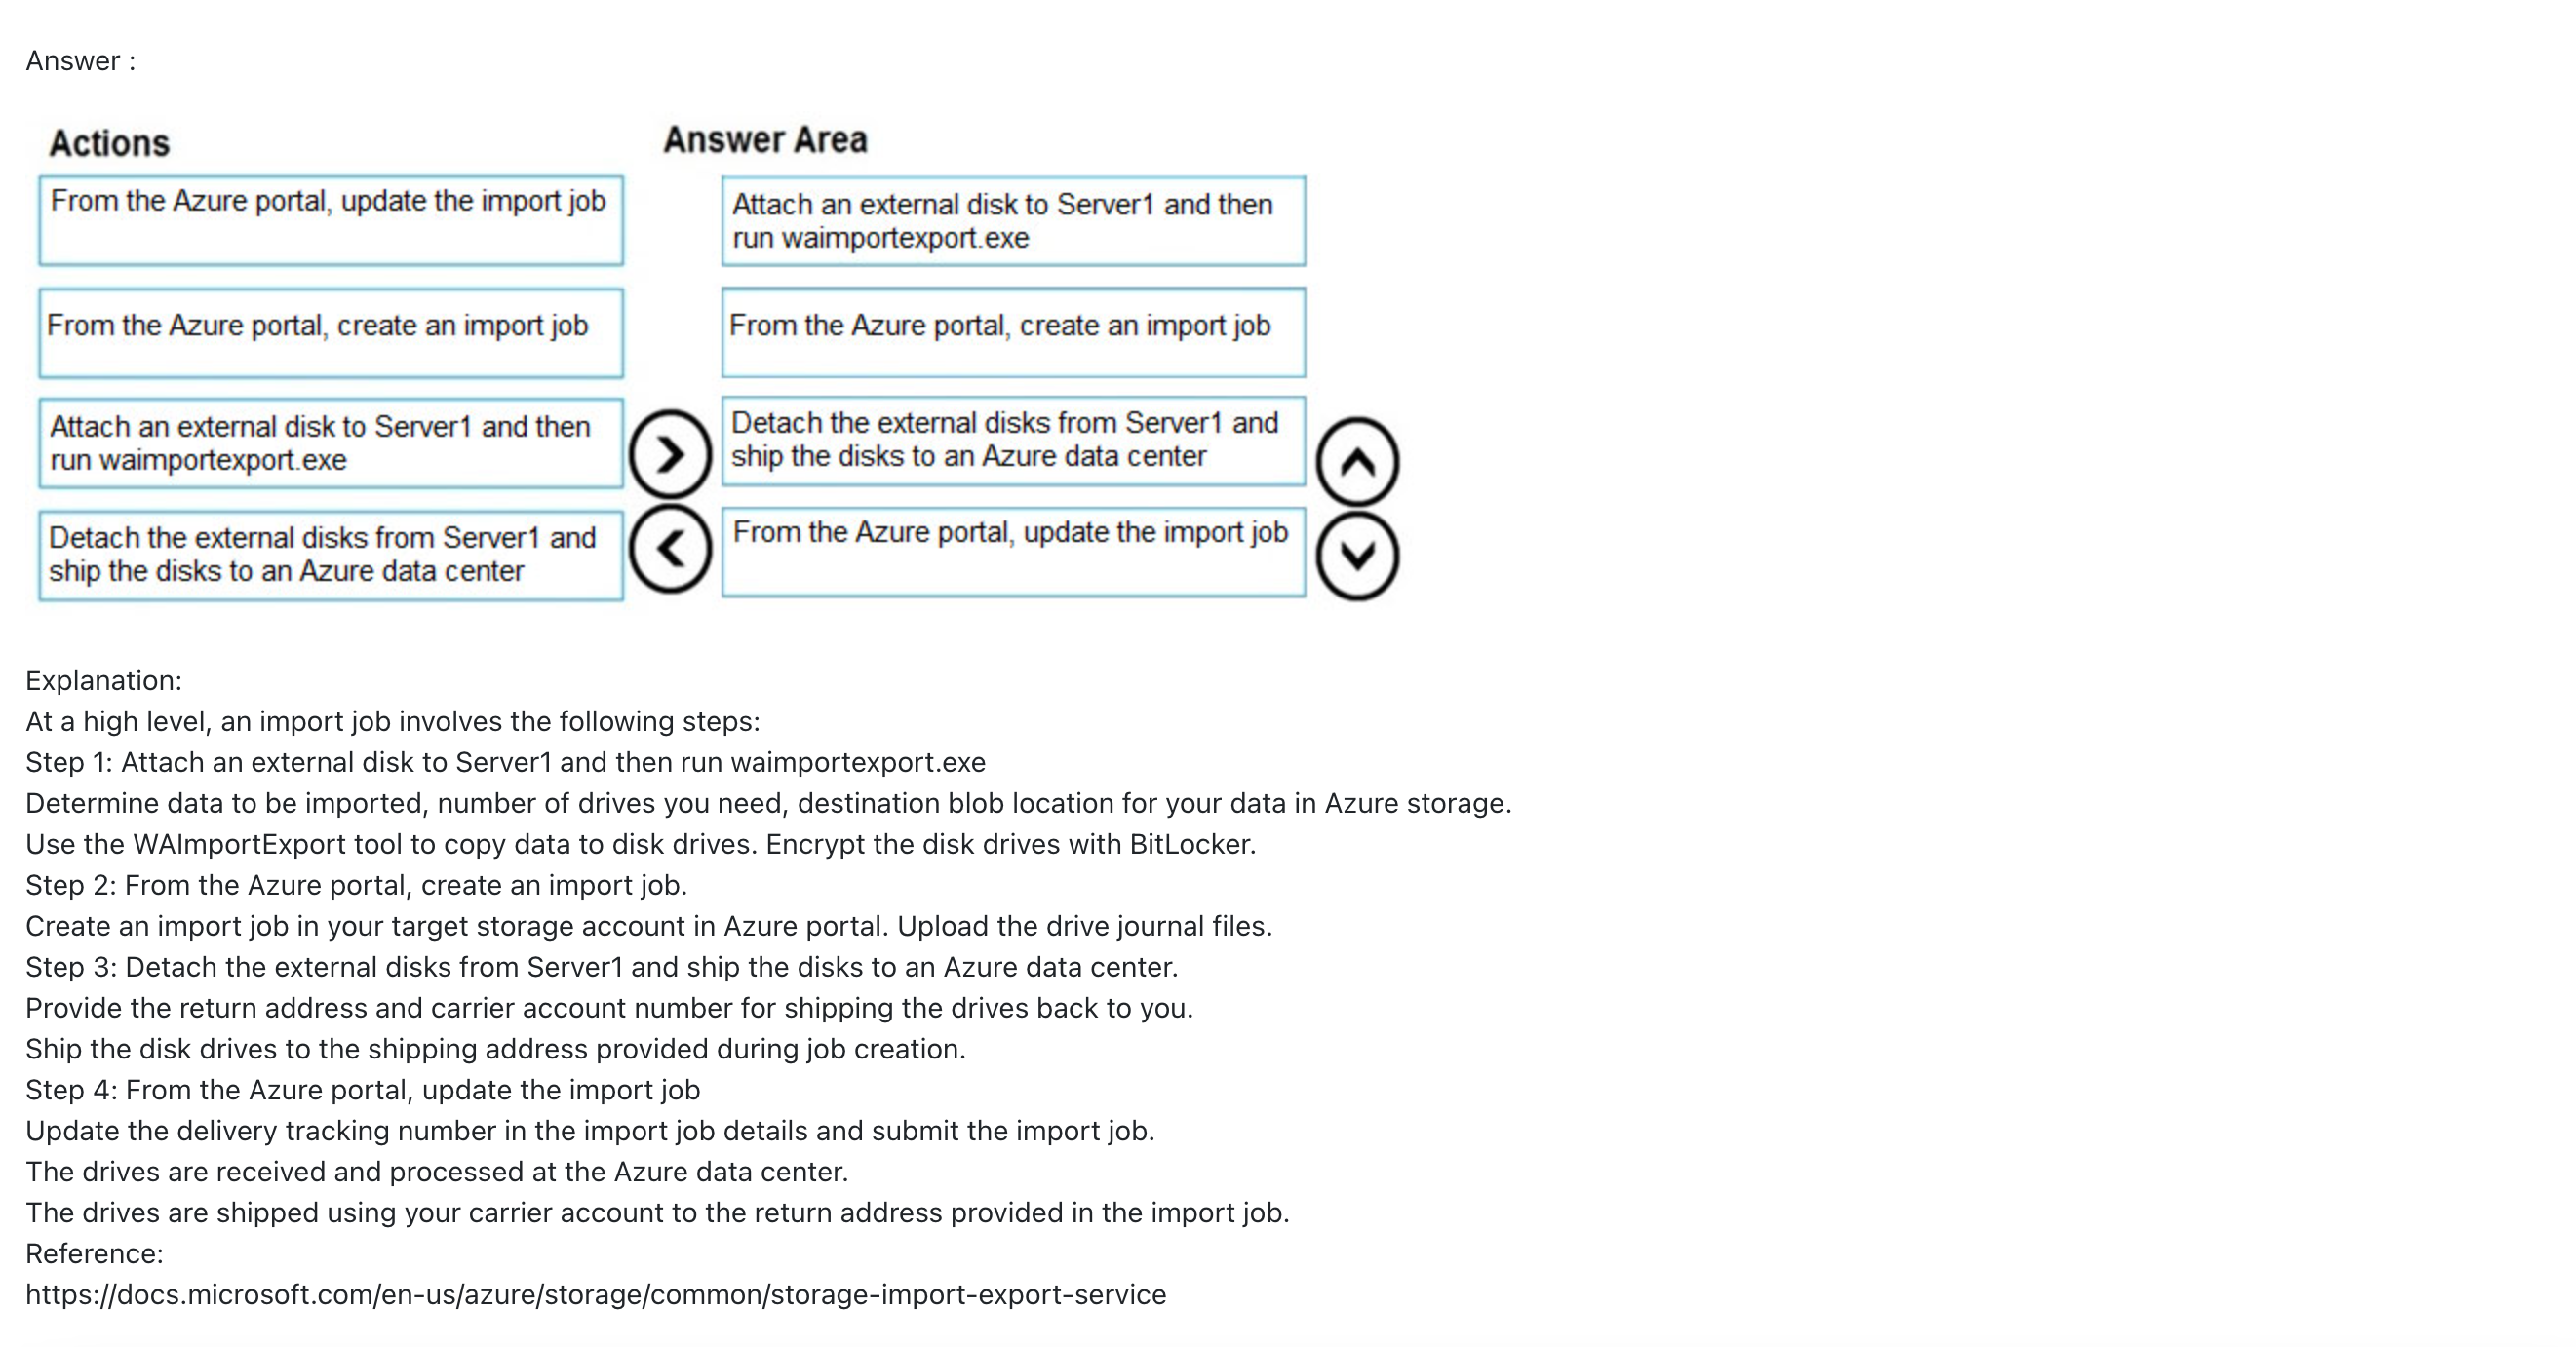 Answer :
Actions
Answer Area
From the Azure portal, update the import job
From the Azure portal, create an import job
Attach an external disk to Server1 and then
run waimportexport.exe
Detach the external disks from Server1 and
ship the disks to an Azure data center
Attach an external disk to Server1 and then
run waimportexport.exe
From the Azure portal, create an import job
Detach the external disks from Server1 and
ship the disks to an Azure data center
From the Azure portal, update the import job
Explanation:
At a high level, an import job involves the following steps:
Step 1: Attach an external disk to Server1 and then run waimportexport.exe
Determine data to be imported, number of drives you need, destination blob location for your data in Azure storage.
Use the WAImportExport tool to copy data to disk drives. Encrypt the disk drives with BitLocker.
Step 2: From the Azure portal, create an import job.
Create an import job in your target storage account in Azure portal. Upload the drive journal files.
Step 3: Detach the external disks from Server1 and ship the disks to an Azure data center.
Provide the return address and carrier account number for shipping the drives back to you.
Ship the disk drives to the shipping address provided during job creation.
Step 4: From the Azure portal, update the import job
Update the delivery tracking number in the import job details and submit the import job.
The drives are received and processed at the Azure data center.
The drives are shipped using your carrier account to the return address provided in the import job.
Reference:
https://docs.microsoft.com/en-us/azure/storage/common/storage-import-export-service